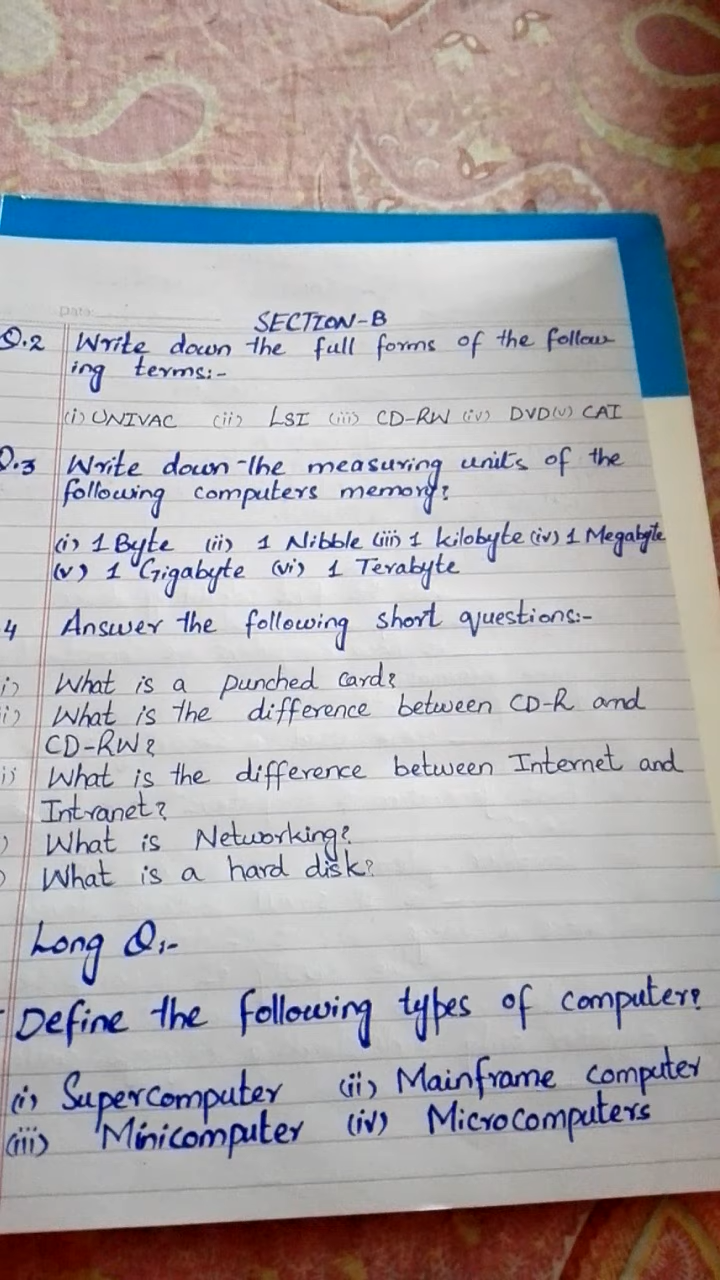 Date:
SECTION-B
Q.2 Write down the full forms of the follow
ing terms:-
(i) UNIVAC (ii) LSI (iii) CD-RW (iv) DVD (v) CAI
Q.3 Write down the measuring units of the
following computers memory?
(i) 1 Byte (ii) 1 Nibble (iii) 1 kilobyte (iv) 1 Megabyte
(v) 1 Gigabyte (vi) 1 Terabyte
4 Answer the following short questions:-
i) What is a punched card?
i) What is the difference between CD-R and
CD-RW?
i) What is the difference between Internet and
Intranet?
) What is Networking?
) What is a hard disk?
Long Q:-
Define the following types of computer?
(i) Supercomputer (ii) Mainframe computer
(iii) Minicomputer (iv) Microcomputers